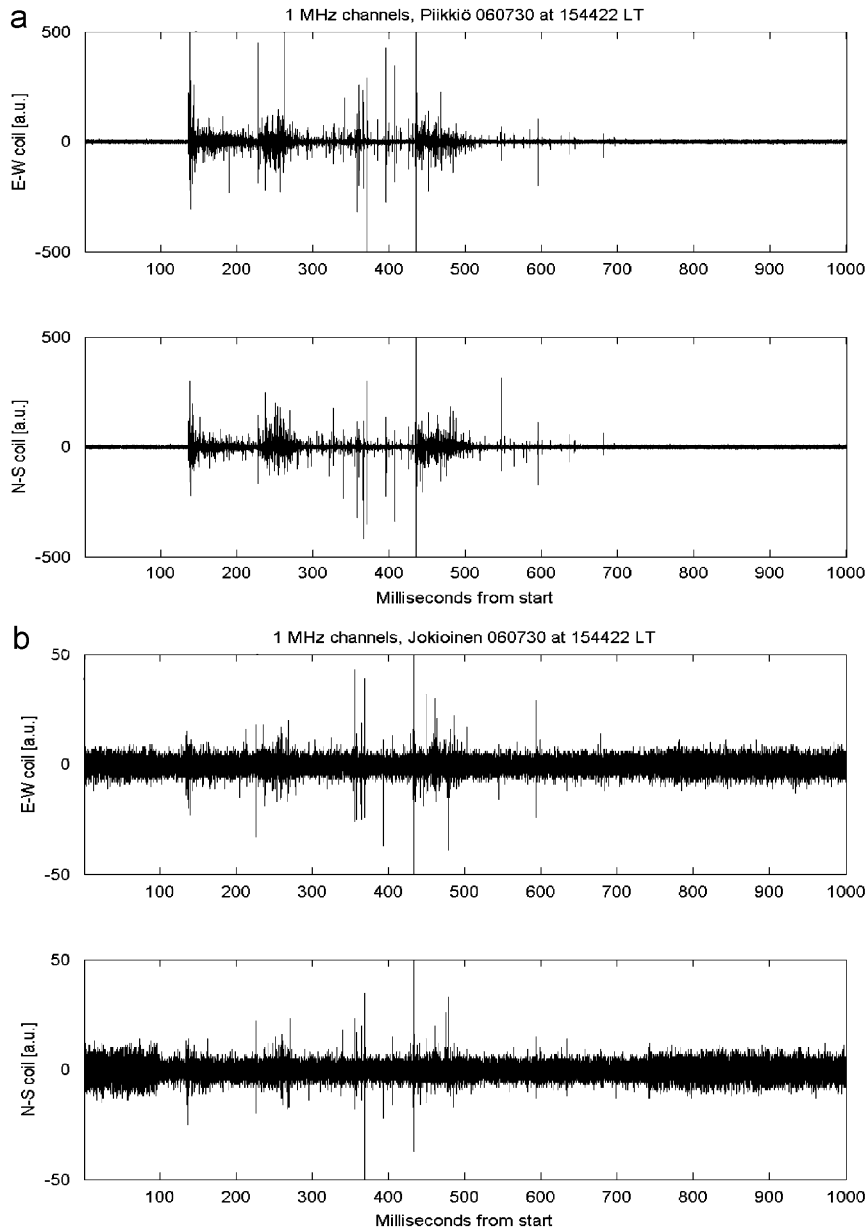 a
1 MHz channels, Piikkiö 060730 at 154422 LT
500
E-W coil [a.u.]
0
-500
100 200 300 400 500 600 700 800 900 1000
500
N-S coil [a.u.]
0
-500
100 200 300 400 500 600 700 800 900 1000
Milliseconds from start
b
1 MHz channels, Jokioinen 060730 at 154422 LT
50
E-W coil [a.u.]
0
-50
100 200 300 400 500 600 700 800 900 1000
50
N-S coil [a.u.]
0
-50
100 200 300 400 500 600 700 800 900 1000
Milliseconds from start